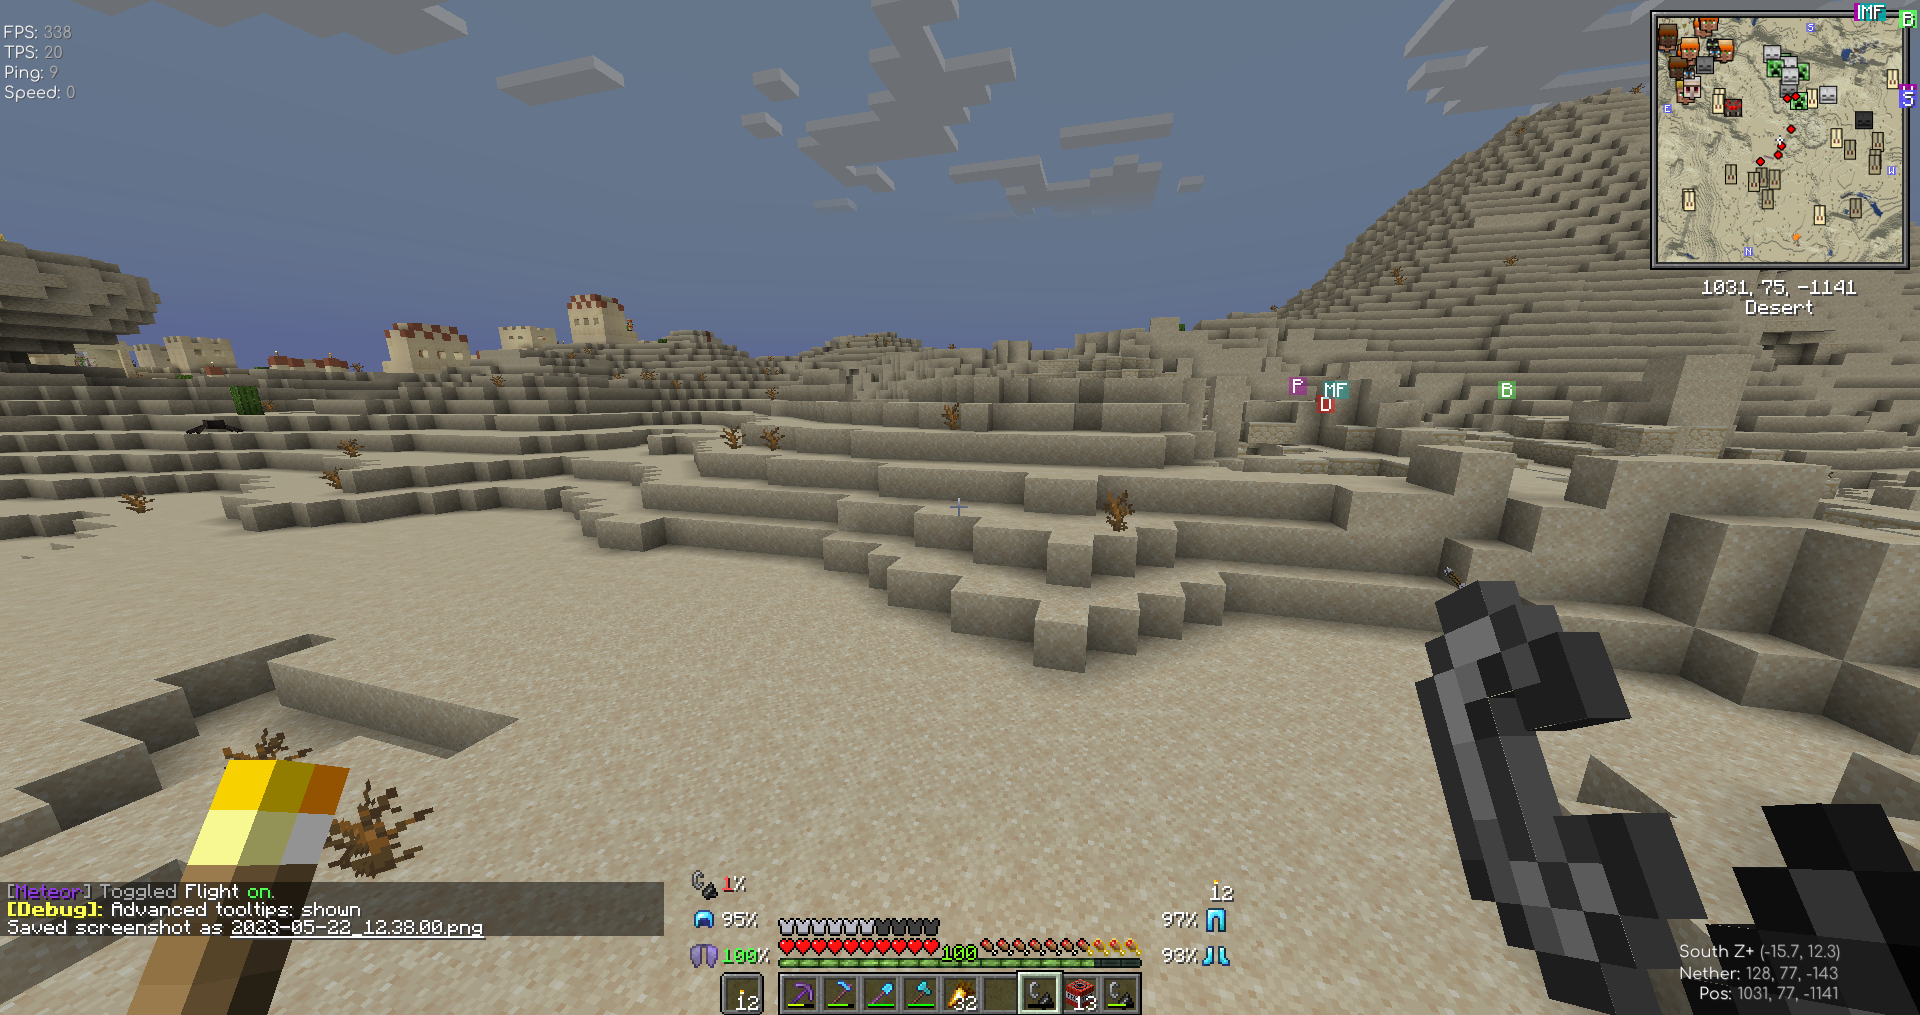 FPS: 338
TPS: 20
Ping: 9
Speed: 0
IMF
B
S
S
E
W
N
1031, 75, -1141
Desert
P
MF
D
B
[Meteor] Toggled Flight on.
[Debug]: Advanced tooltips: shown
Saved screenshot as 2023-05-22_12.38.00.png
1%
95%
100%
100
12
97%
93%
12
32
13
South Z+ (-15.7, 12.3)
Nether: 128, 77, -143
Pos: 1031, 77, -1141